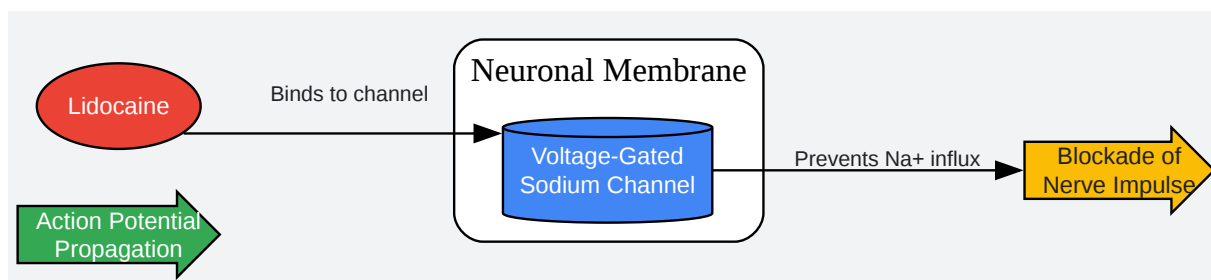 Lidocaine
Binds to channel
Neuronal Membrane
Voltage-Gated
Sodium Channel
Prevents Na+ influx
Blockade of
Nerve Impulse
Action Potential
Propagation